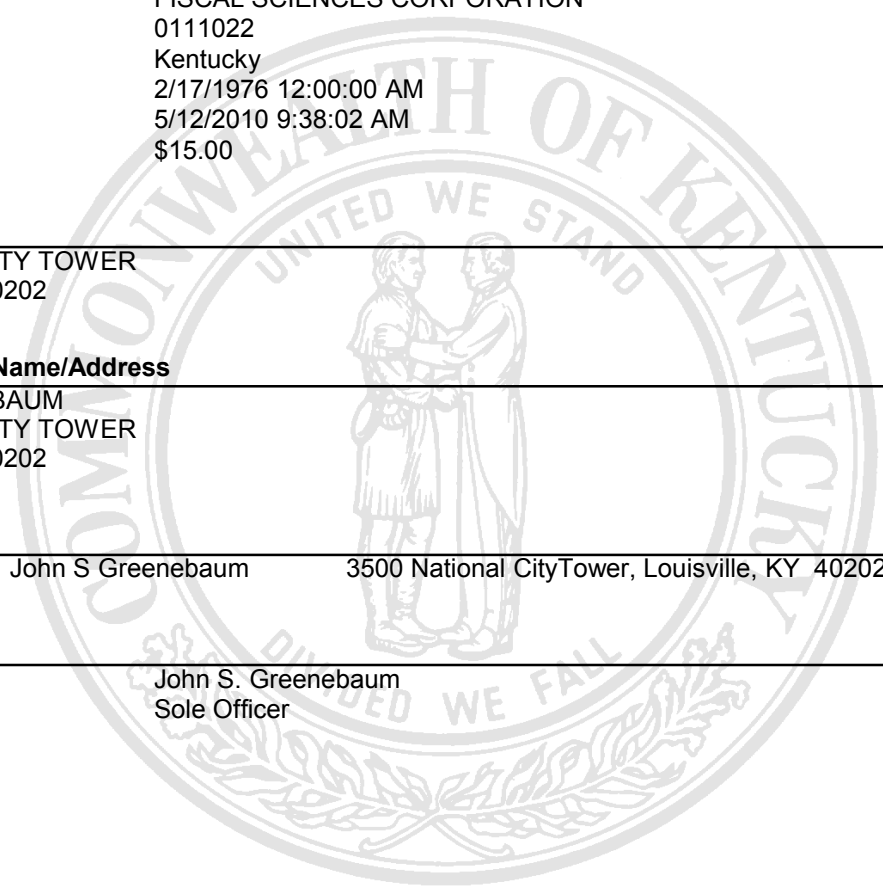 FISCAL SCIENCES CORPORATION
0111022
Kentucky
2/17/1976 12:00:00 AM
5/12/2010 9:38:02 AM
$15.00
COMMONWEALTH OF KENTUCKY
UNITED WE STAND
TY TOWER
0202
Name/Address
BAUM
TY TOWER
0202
John S Greenebaum 3500 National CityTower, Louisville, KY 40202
DIVIDED WE FALL
John S. Greenebaum
Sole Officer